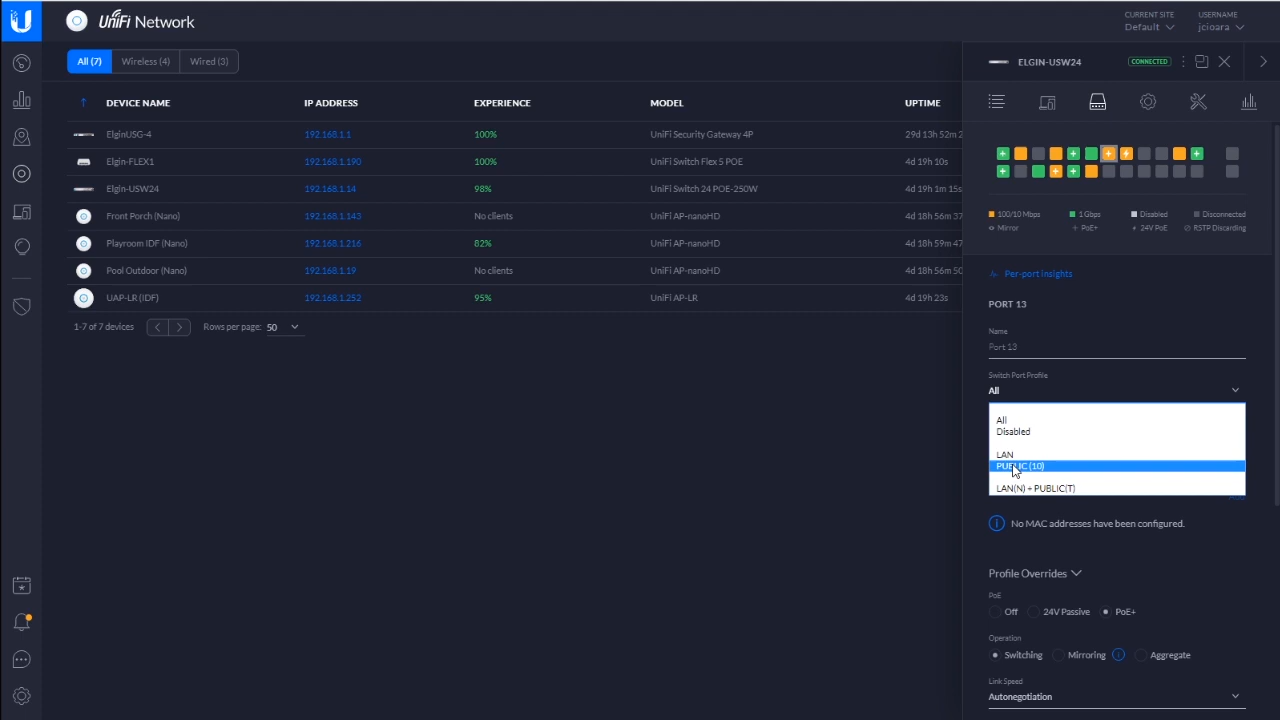 UniFi Network
CURRENT SITE
Default
USERNAME
jcioara
All (7)
Wireless (4)
Wired (3)
DEVICE NAME IP ADDRESS EXPERIENCE MODEL UPTIME
ElginUSG-4 192.168.1.1 100% UniFi Security Gateway 4P 29d 13h 52m 2
Elgin-FLEX1 192.168.1.190 100% UniFi Switch Flex 5 POE 4d 19h 10s
Elgin-USW24 192.168.1.14 98% UniFi Switch 24 POE-250W 4d 19h 1m 15s
Front Porch (Nano) 192.168.1.143 No clients UniFi AP-nanoHD 4d 18h 56m 37
Playroom IDF (Nano) 192.168.1.216 82% UniFi AP-nanoHD 4d 18h 59m 47
Pool Outdoor (Nano) 192.168.1.19 No clients UniFi AP-nanoHD 4d 18h 56m 50
UAP-LR (IDF) 192.168.1.252 95% UniFi AP-LR 4d 19h 23s
1-7 of 7 devices
Rows per page: 50
ELGIN-USW24
CONNECTED
100/10 Mbps 1 Gbps Disabled Disconnected
Mirror PoE+ 24V PoE RSTP Discarding
Per-port insights
PORT 13
Name
Port 13
Switch Port Profile
All
All
Disabled
LAN
PUBLIC (10)
LAN(N) + PUBLIC(T)
No MAC addresses have been configured.
Profile Overrides
PoE
Off 24V Passive PoE+
Operation
Switching Mirroring Aggregate
Link Speed
Autonegotiation